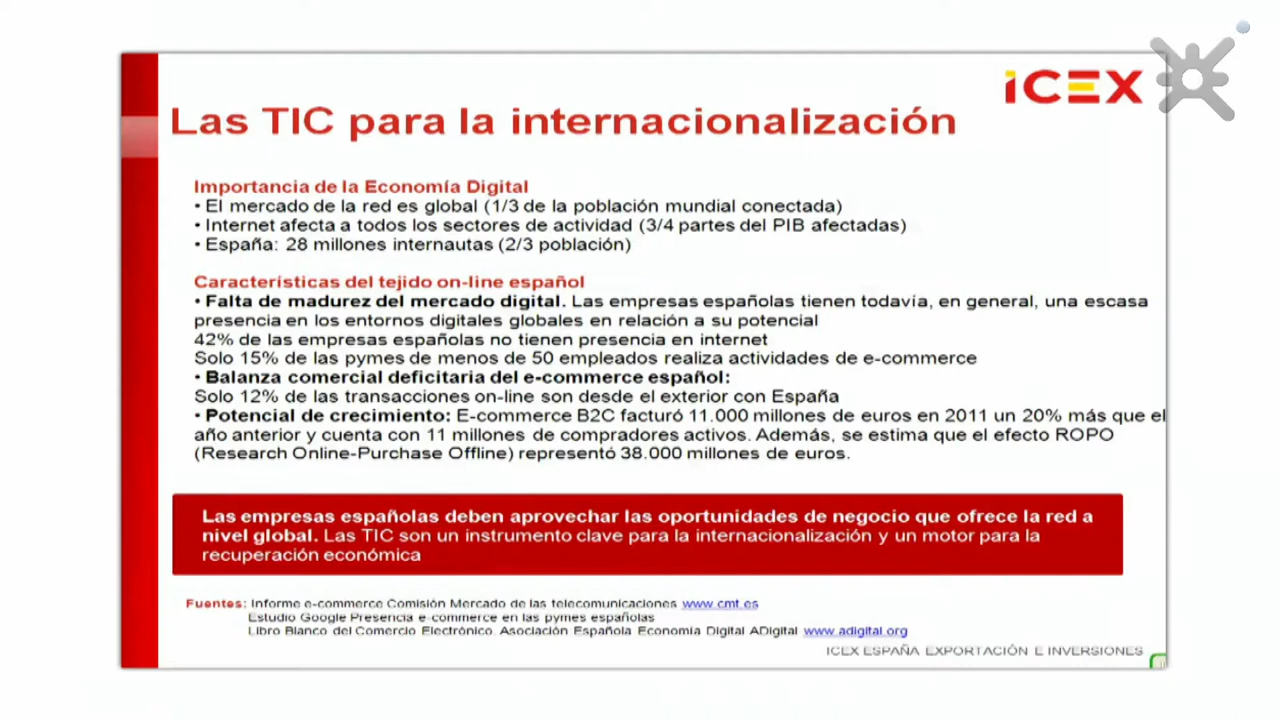 iCEX
Las TIC para la internacionalización
Importancia de la Economía Digital
• El mercado de la red es global (1/3 de la población mundial conectada)
• Internet afecta a todos los sectores de actividad (3/4 partes del PIB afectadas)
• España: 28 millones internautas (2/3 población)
Características del tejido on-line español
• Falta de madurez del mercado digital. Las empresas españolas tienen todavía, en general, una escasa
presencia en los entornos digitales globales en relación a su potencial
42% de las empresas españolas no tienen presencia en internet
Solo 15% de las pymes de menos de 50 empleados realiza actividades de e-commerce
• Balanza comercial deficitaria del e-commerce español:
Solo 12% de las transacciones on-line son desde el exterior con España
• Potencial de crecimiento: E-commerce B2C facturó 11.000 millones de euros en 2011 un 20% más que el
año anterior y cuenta con 11 millones de compradores activos. Además, se estima que el efecto ROPO
(Research Online-Purchase Offline) representó 38.000 millones de euros.
Las empresas españolas deben aprovechar las oportunidades de negocio que ofrece la red a
nivel global. Las TIC son un instrumento clave para la internacionalización y un motor para la
recuperación económica
Fuentes: Informe e-commerce Comisión Mercado de las telecomunicaciones www.cmt.es
Estudio Google Presencia e-commerce en las pymes españolas
Libro Blanco del Comercio Electrónico. Asociación Española Economía Digital ADigital www.adigital.org
ICEX ESPAÑA EXPORTACIÓN E INVERSIONES